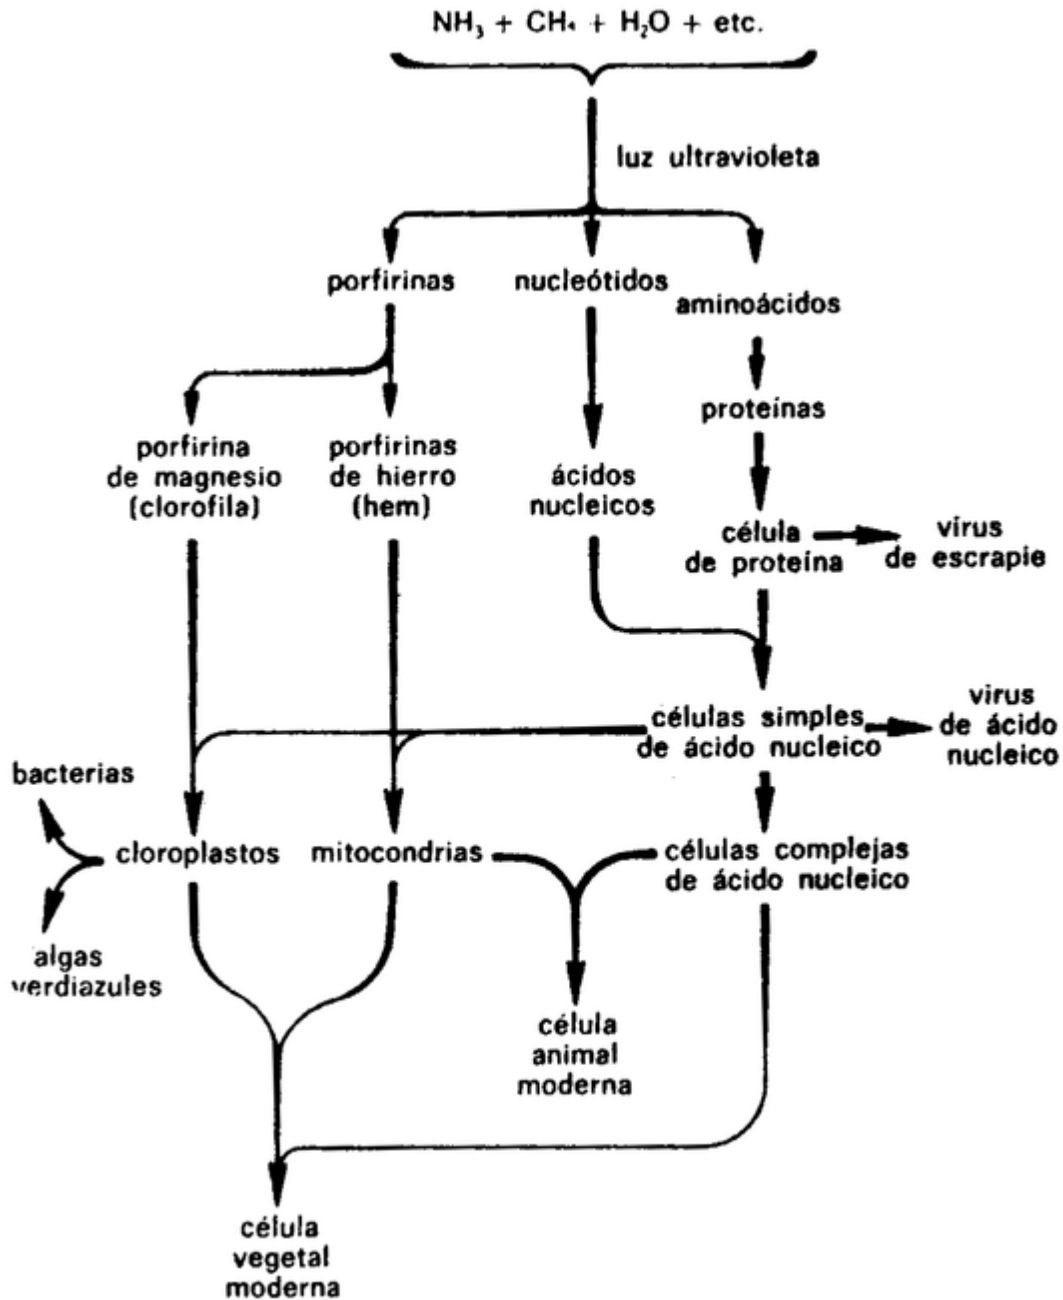 NH₃ + CH₄ + H₂O + etc.
luz ultravioleta
porfirinas
nucleótidos
aminoácidos
proteínas
porfirina
de magnesio
(clorofila)
porfirinas
de hierro
(hem)
ácidos
nucleicos
célula
de proteína
virus
de escrapie
células simples
de ácido nucleico
virus
de ácido
nucleico
bacterias
cloroplastos
mitocondrias
células complejas
de ácido nucleico
algas
verdiazules
célula
animal
moderna
célula
vegetal
moderna